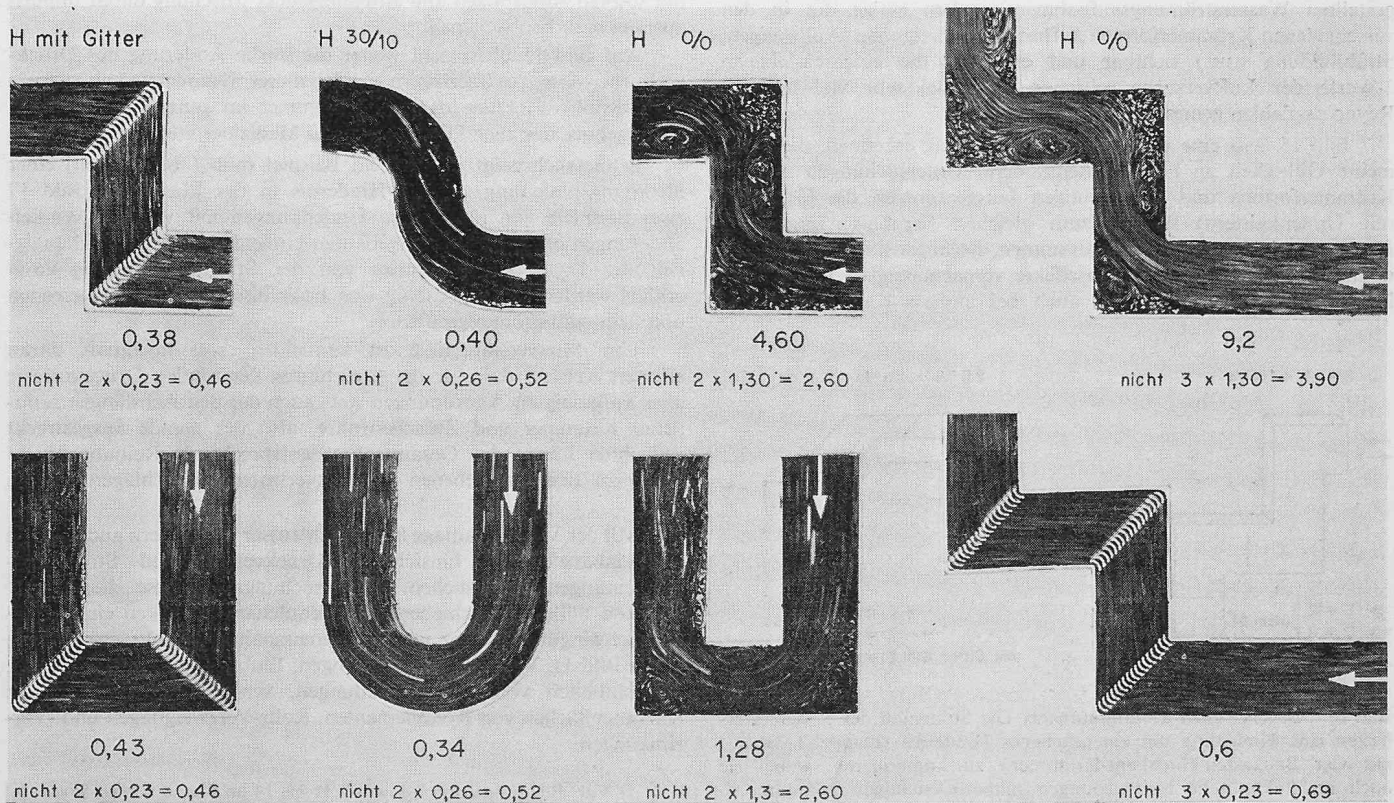 H mit Gitter
H 30/10
H 0/0
H 0/0
0,38
0,40
4,60
9,2
nicht 2 x 0,23 = 0,46
nicht 2 x 0,26 = 0,52
nicht 2 x 1,30 = 2,60
nicht 3 x 1,30 = 3,90
0,43
0,34
1,28
0,6
nicht 2 x 0,23 = 0,46
nicht 2 x 0,26 = 0,52
nicht 2 x 1,3 = 2,60
nicht 3 x 0,23 = 0,69